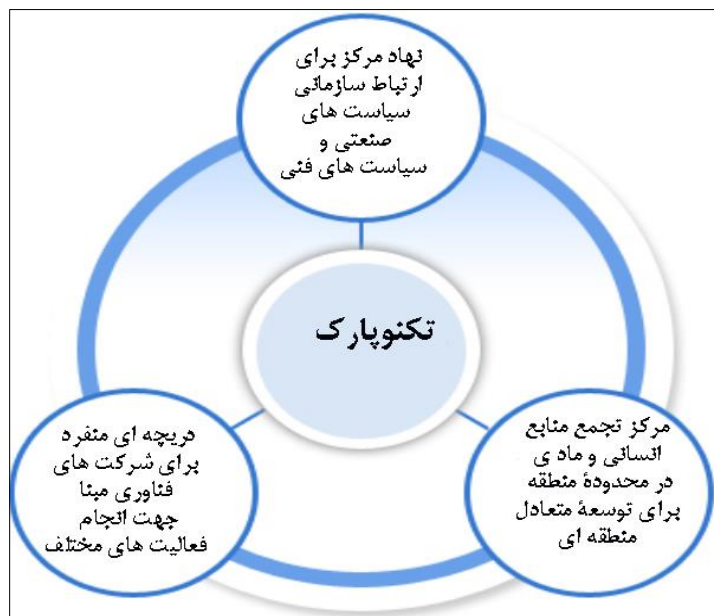 نهاد مرکز برای
ارتباط سازمانی
سیاست های
صنعتی و
سیاست های فنی
تکنوپارک
مرکز تجمع منابع
انسانی و ماد ی
در محدودهٔ منطقه
برای توسعهٔ متعادل
منطقه ای
دریچه ای منفرد
برای شرکت های
فناوری مبنا
جهت انجام
فعالیت های مختلف